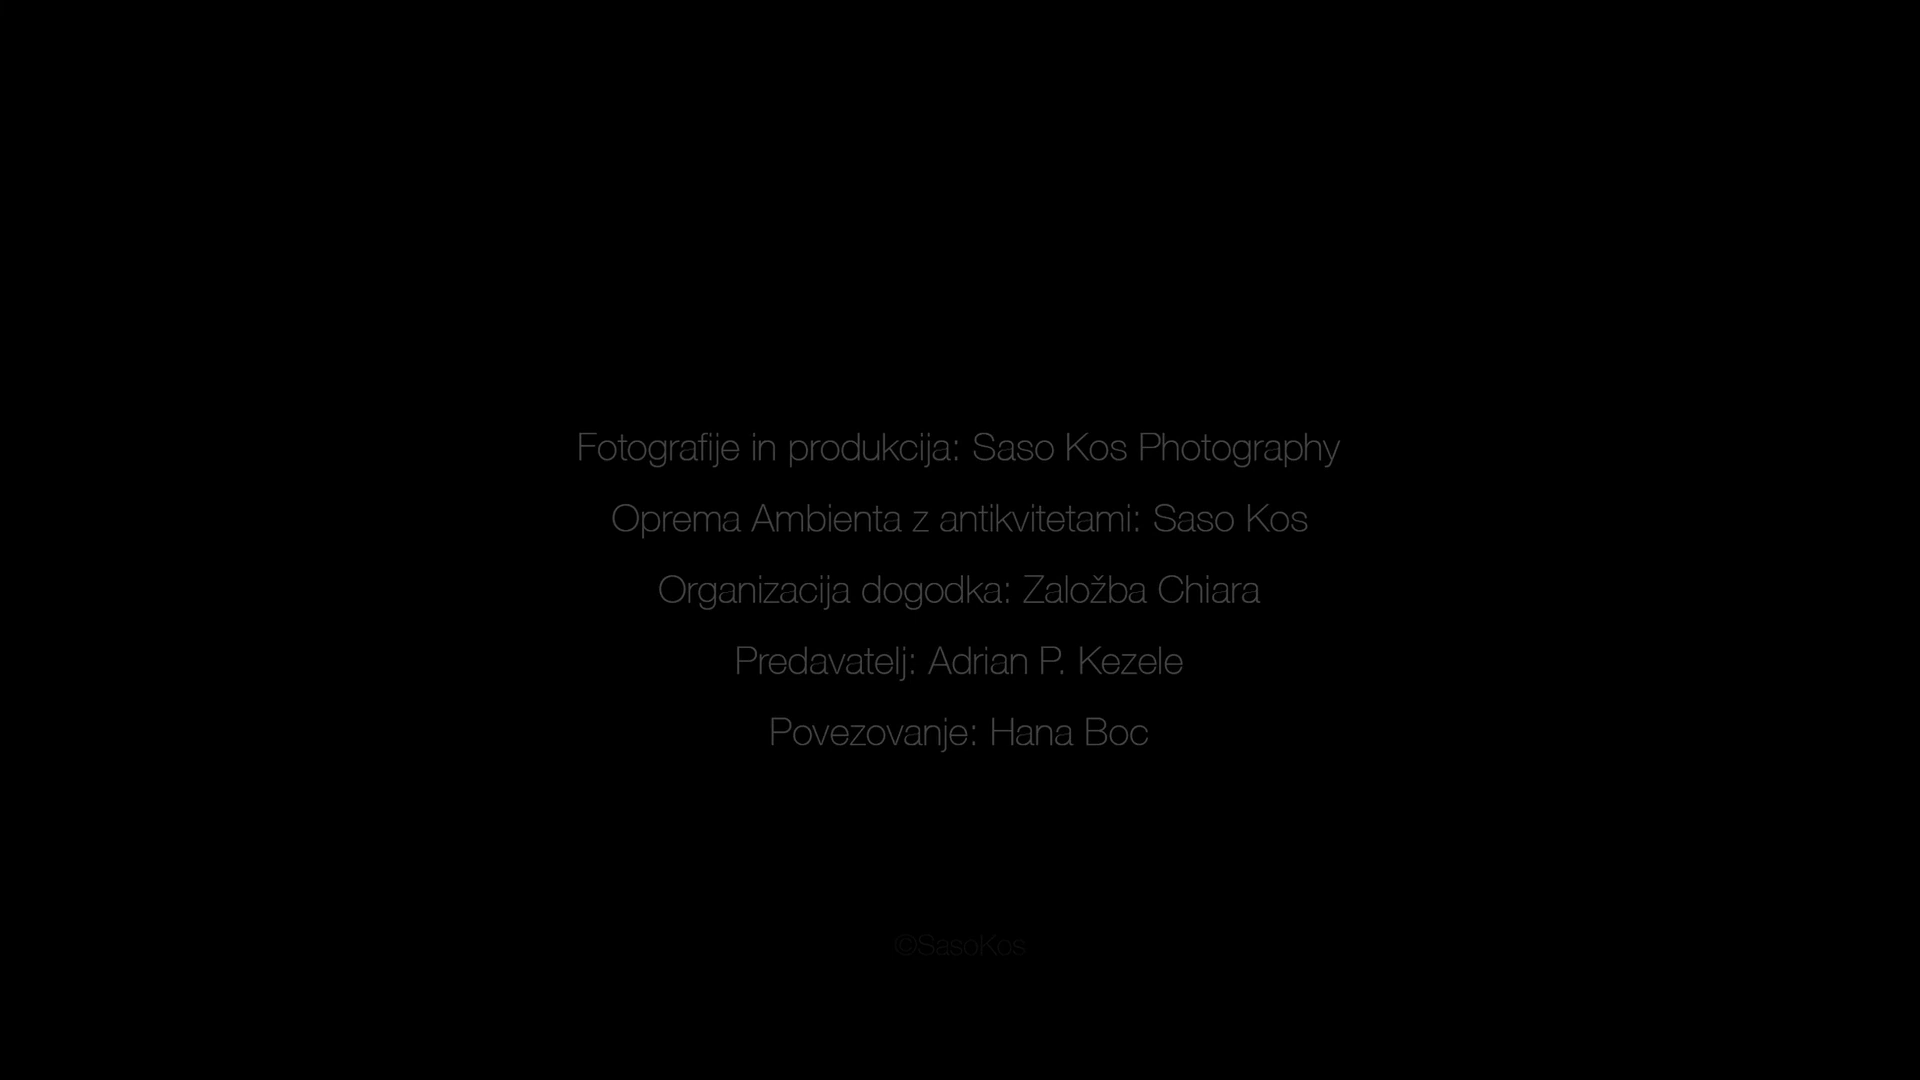 Fotografije in produkcija: Saso Kos Photography
Oprema Ambienta z antikvitetami: Saso Kos
Organizacija dogodka: Založba Chiara
Predavatelj: Adrian P. Kezele
Povezovanje: Hana Boc
©SasoKos